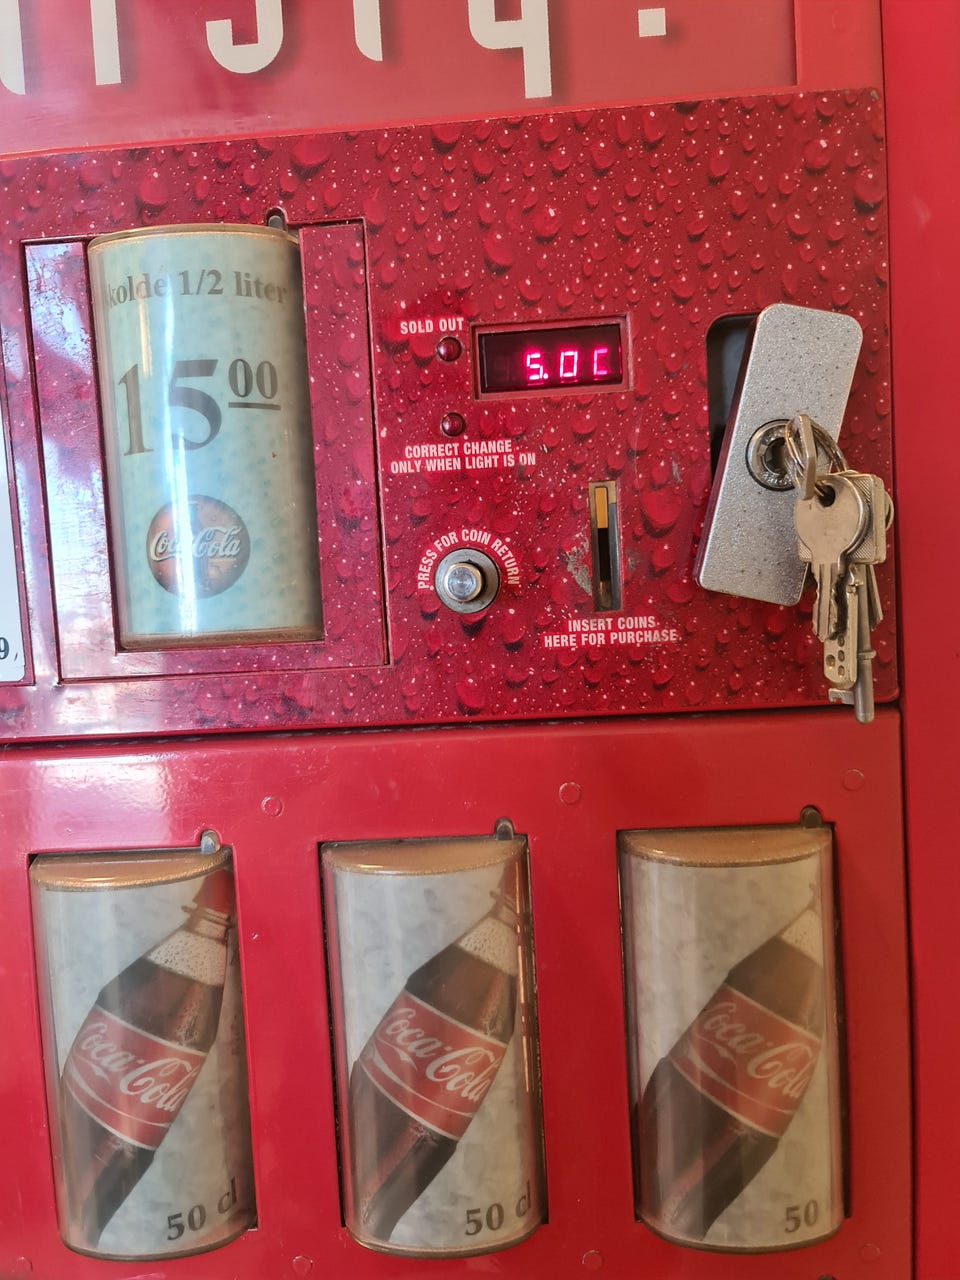 kolde 1/2 liter
15 00
Coca-Cola
SOLD OUT
5.0
CORRECT CHANGE
ONLY WHEN LIGHT IS ON
PRESS FOR COIN RETURN
INSERT COINS
HERE FOR PURCHASE
9,
Coca-Cola
50 cl
Coca-Cola
50 cl
Coca-Cola
50